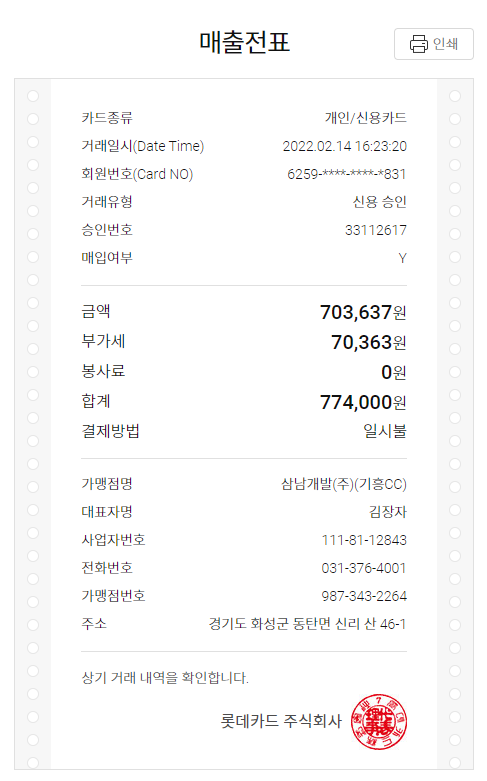 매출전표
인쇄
카드종류 개인/신용카드
거래일시(Date Time) 2022.02.14 16:23:20
회원번호(Card NO) 6259-****-****-*831
거래유형 신용 승인
승인번호 33112617
매입여부 Y
금액 703,637원
부가세 70,363원
봉사료 0원
합계 774,000원
결제방법 일시불
가맹점명 삼남개발(주)(기흥CC)
대표자명 김장자
사업자번호 111-81-12843
전화번호 031-376-4001
가맹점번호 987-343-2264
주소 경기도 화성군 동탄면 신리 산 46-1
상기 거래 내역을 확인합니다.
롯데카드 주식회사